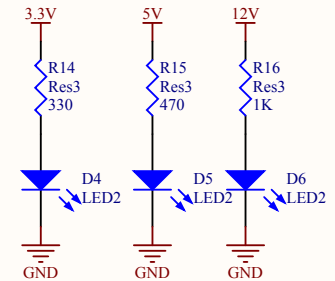 3.3V 5V 12V
R14 R15 R16
Res3 Res3 Res3
330 470 1K
D4 D5 D6
LED2 LED2 LED2
GND GND GND